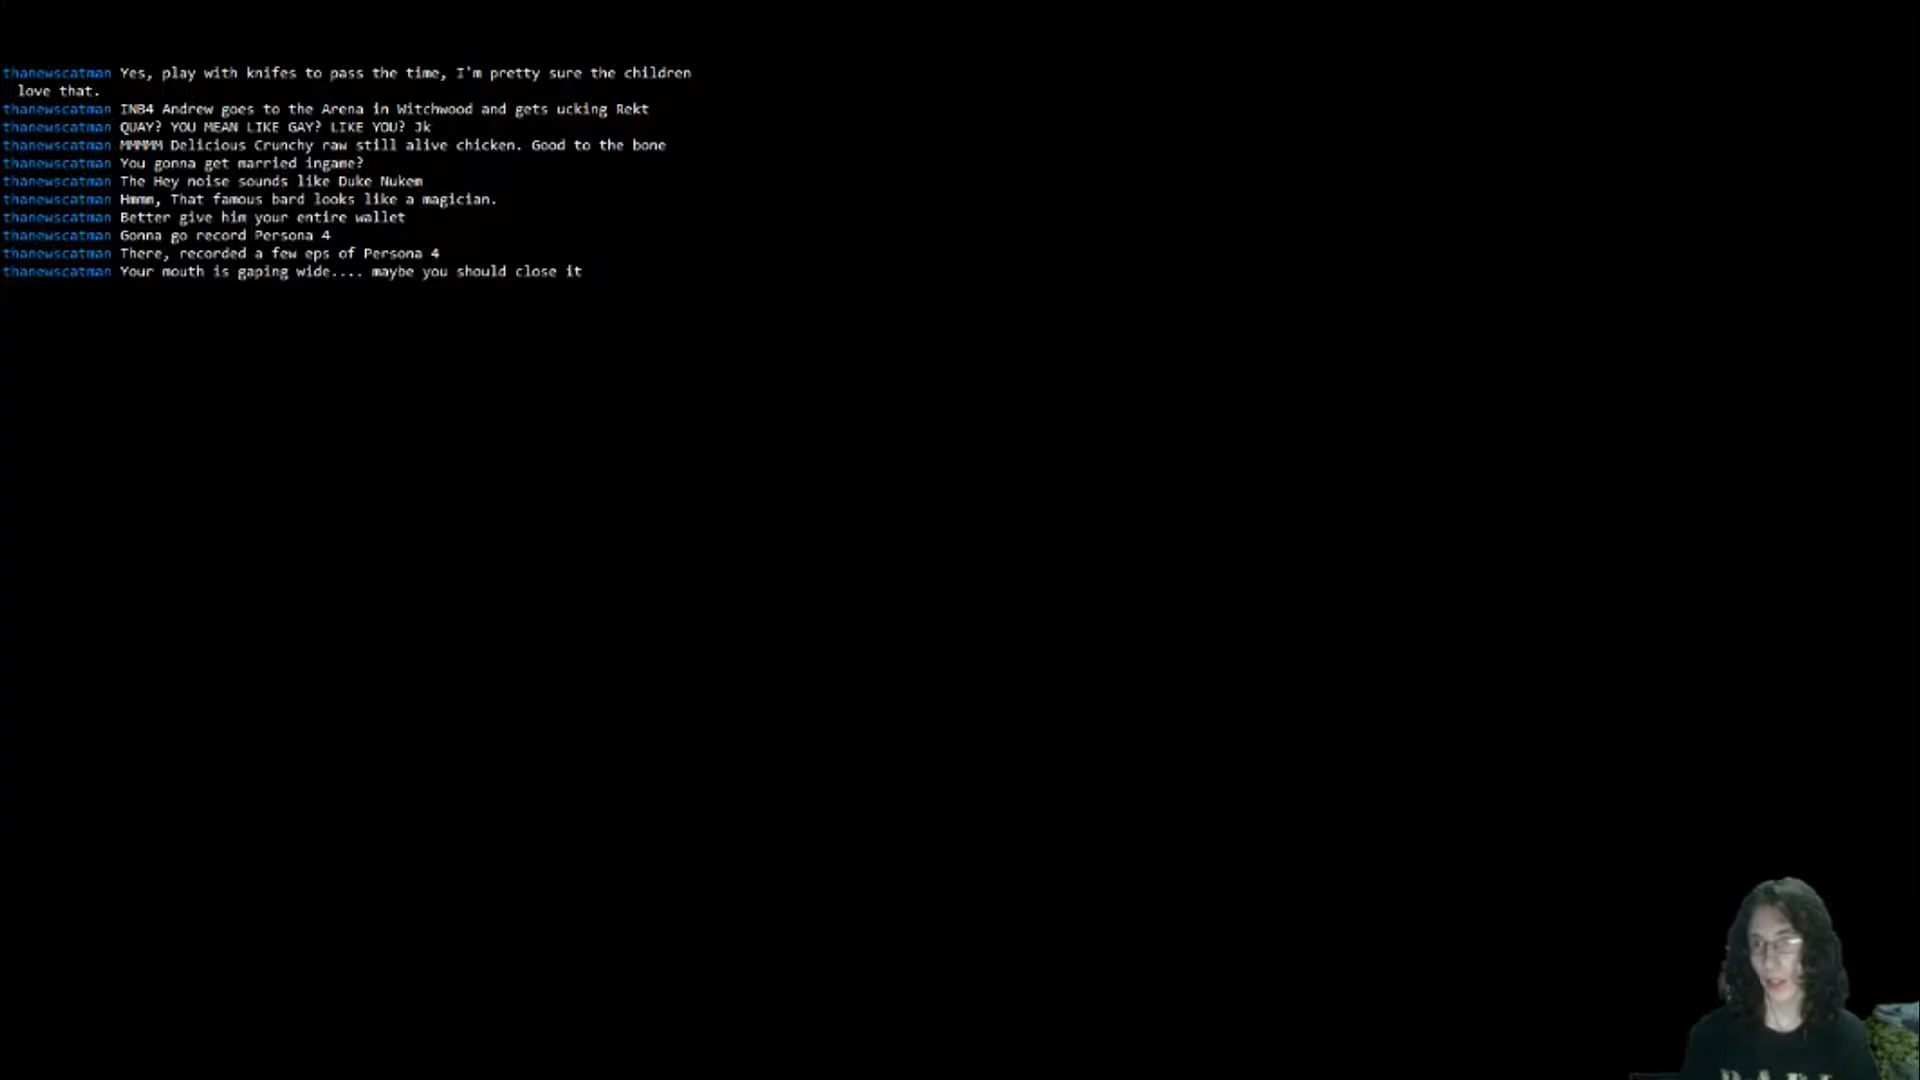 thanewscatman Yes, play with knifes to pass the time, I'm pretty sure the children
love that.
thanewscatman INB4 Andrew goes to the Arena in Witchwood and gets ucking Rekt
thanewscatman QUAY? YOU MEAN LIKE GAY? LIKE YOU? Jk
thanewscatman MMMMM Delicious Crunchy raw still alive chicken. Good to the bone
thanewscatman You gonna get married ingame?
thanewscatman The Hey noise sounds like Duke Nukem
thanewscatman Hmmm, That famous bard looks like a magician.
thanewscatman Better give him your entire wallet
thanewscatman Gonna go record Persona 4
thanewscatman There, recorded a few eps of Persona 4
thanewscatman Your mouth is gaping wide.... maybe you should close it